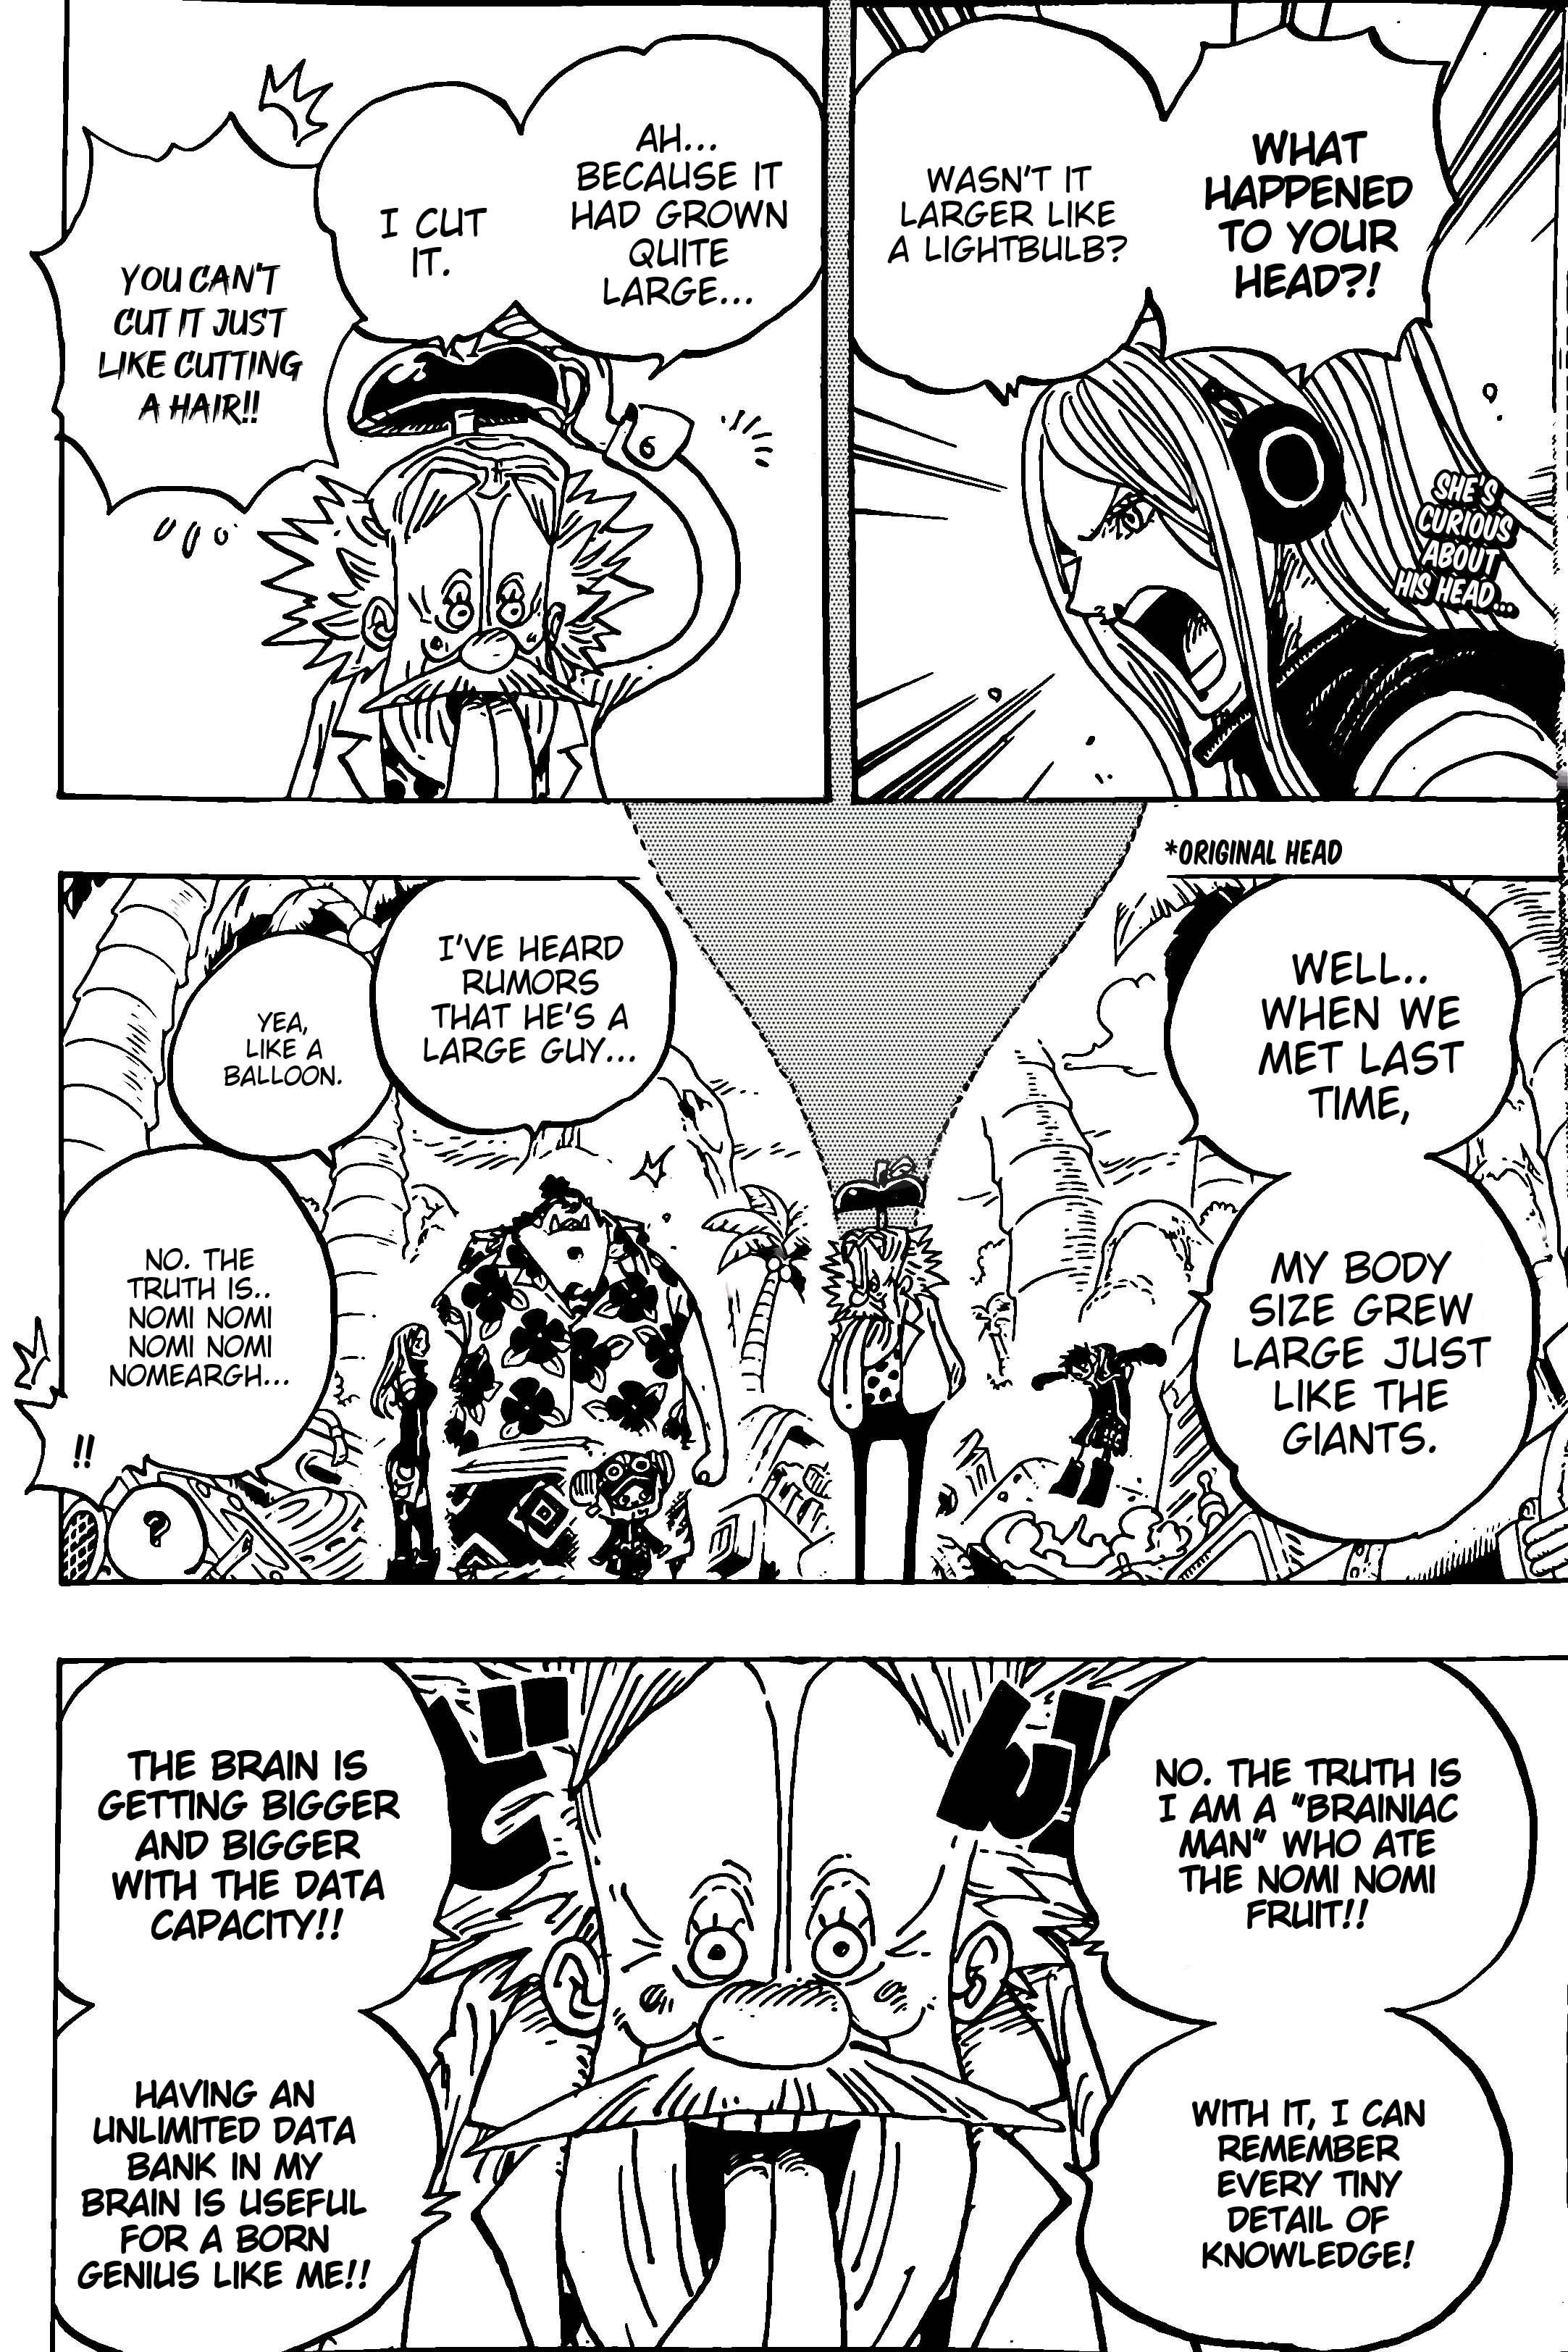 WHAT
HAPPENED
TO YOUR
HEAD?!
WASN'T IT
LARGER LIKE
A LIGHTBULB?
SHE'S
CURIOUS
ABOUT
HIS HEAD...
AH...
BECAUSE IT
HAD GROWN
QUITE
LARGE...
I CUT
IT.
YOU CAN'T
CUT IT JUST
LIKE CUTTING
A HAIR!!
6
*ORIGINAL HEAD
WELL..
WHEN WE
MET LAST
TIME,
MY BODY
SIZE GREW
LARGE JUST
LIKE THE
GIANTS.
I'VE HEARD
RUMORS
THAT HE'S A
LARGE GUY...
YEA,
LIKE A
BALLOON.
NO. THE
TRUTH IS..
NOMI NOMI
NOMI NOMI
NOMEARGH...
!!
?
NO. THE TRUTH IS
I AM A "BRAINIAC
MAN" WHO ATE
THE NOMI NOMI
FRUIT!!
WITH IT, I CAN
REMEMBER
EVERY TINY
DETAIL OF
KNOWLEDGE!
THE BRAIN IS
GETTING BIGGER
AND BIGGER
WITH THE DATA
CAPACITY!!
HAVING AN
UNLIMITED DATA
BANK IN MY
BRAIN IS USEFUL
FOR A BORN
GENIUS LIKE ME!!